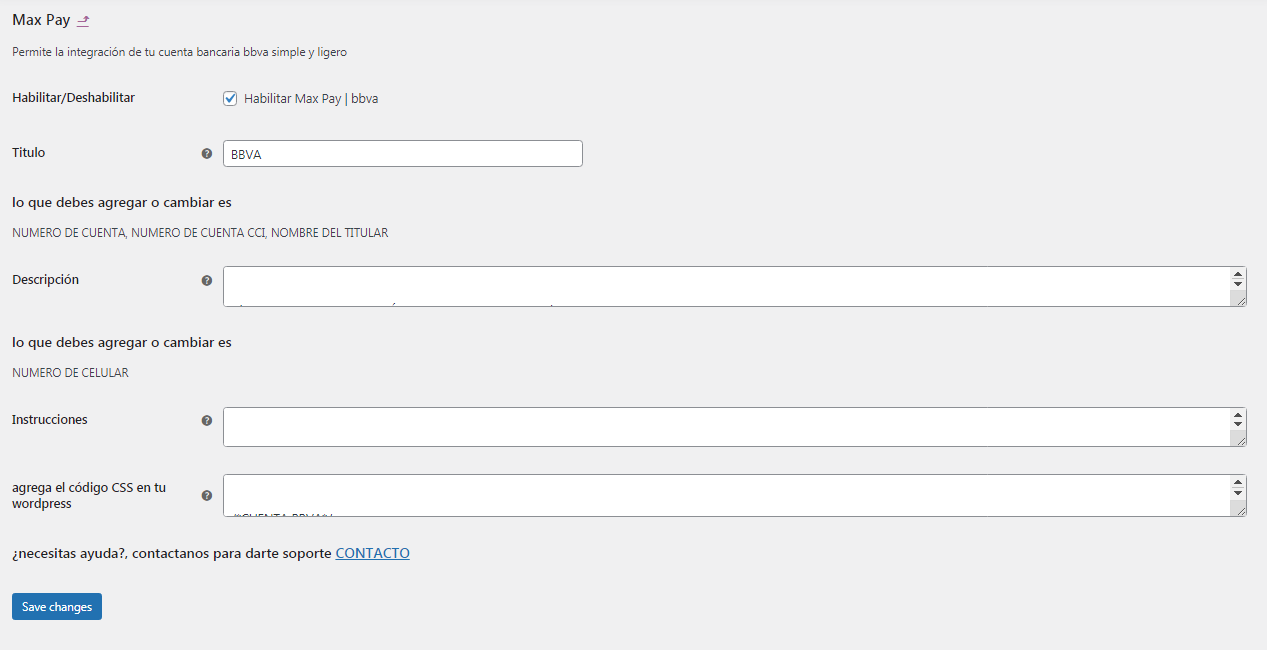 Max Pay
Permite la integración de tu cuenta bancaria bbva simple y ligero
Habilitar/Deshabilitar
Habilitar Max Pay | bbva
Titulo
BBVA
lo que debes agregar o cambiar es
NUMERO DE CUENTA, NUMERO DE CUENTA CCI, NOMBRE DEL TITULAR
Descripción
lo que debes agregar o cambiar es
NUMERO DE CELULAR
Instrucciones
agrega el código CSS en tu
wordpress
¿necesitas ayuda?, contactanos para darte soporte CONTACTO
Save changes